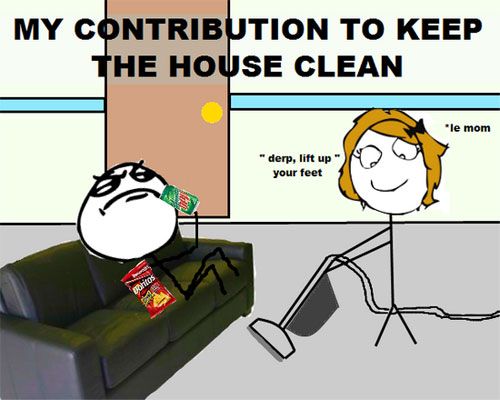 MY CONTRIBUTION TO KEEP
THE HOUSE CLEAN
*le mom
" derp, lift up "
your feet
Doritos